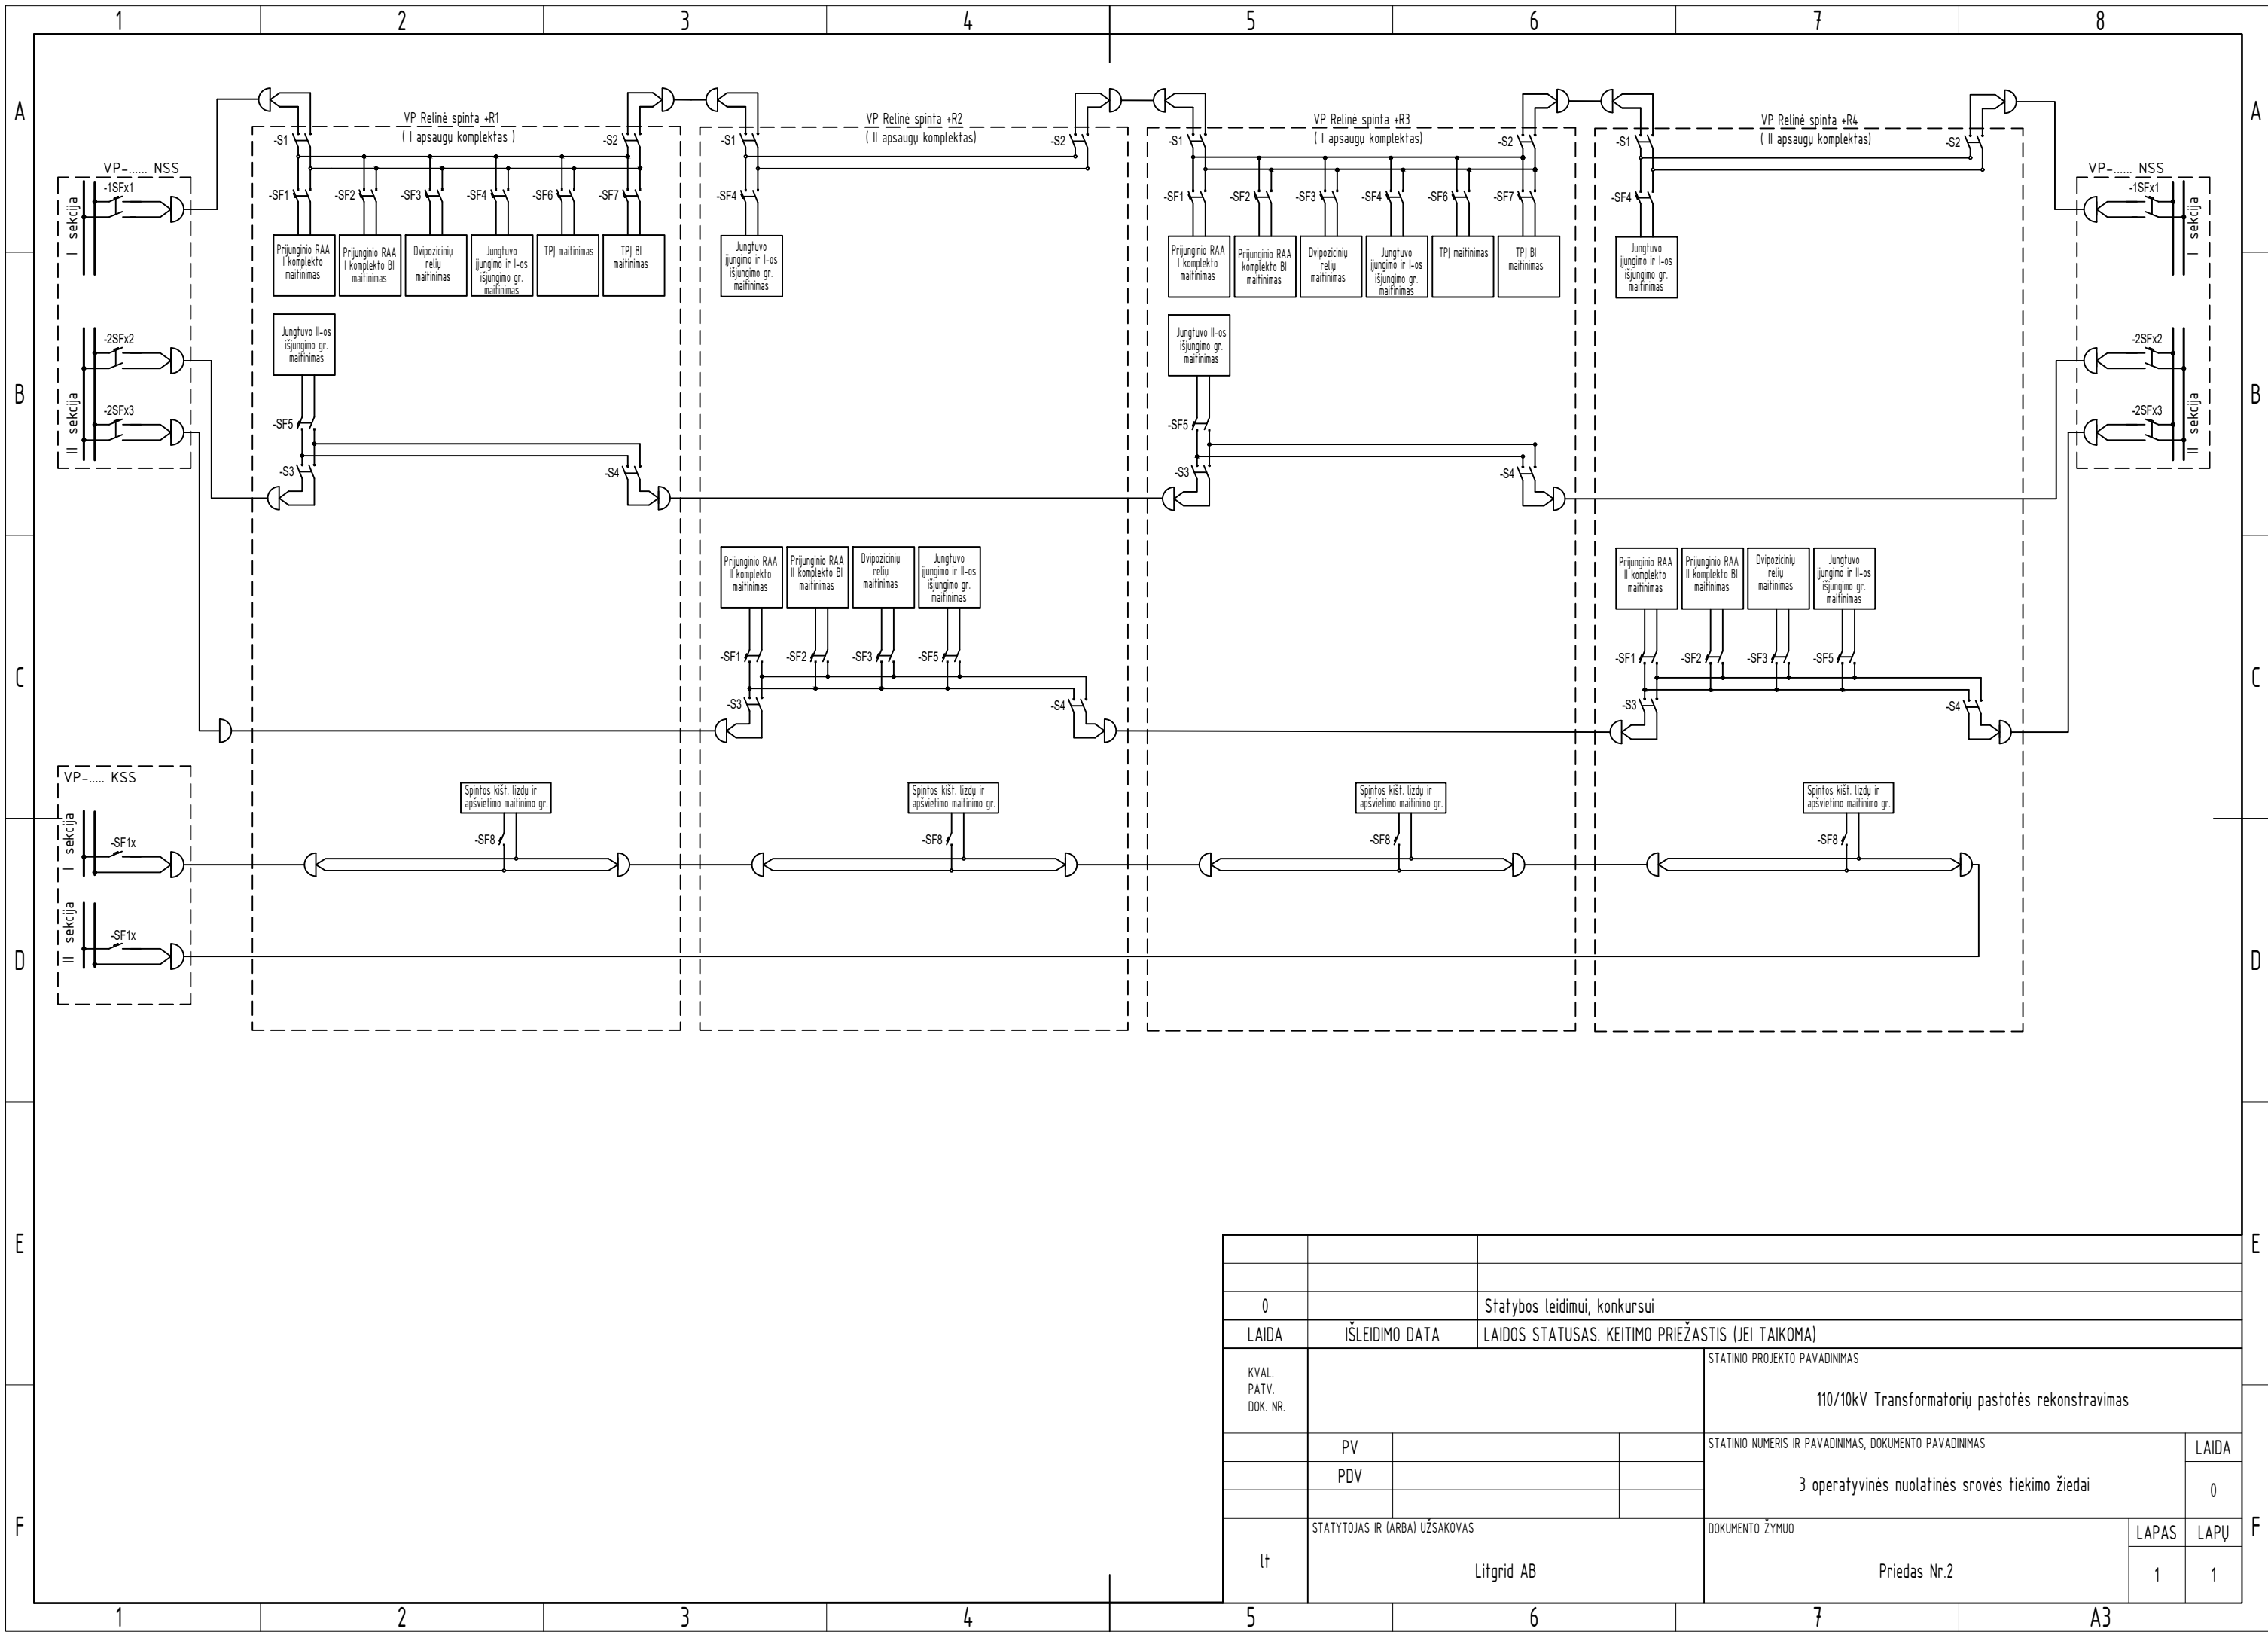 1 2 3 4 5 6 7 8
A A
B B
C C
D D
E E
F F
VP-...... NSS
-1SFx1
I sekcija
-2SFx2
-2SFx3
II sekcija
VP-..... KSS
I sekcija
-SF1x
II sekcija
-SF1x
VP Relinė spinta +R1
( I apsaugų komplektas )
-S1
-S2
-SF1 -SF2 -SF3 -SF4 -SF6 -SF7
Prijunginio RAA
I komplekto
maitinimas
Prijunginio RAA
I komplekto BI
maitinimas
Dvipozicinių
relių
maitinimas
Jungtuvo
įjungimo ir I-os
išjungimo gr.
maitinimas
TPĮ maitinimas
TPĮ BI
maitinimas
Jungtuvo II-os
išjungimo gr.
maitinimas
-SF5
-S3
-S4
Spintos kišt. lizdų ir
apšvietimo maitinimo gr.
-SF8
VP Relinė spinta +R2
( II apsaugų komplektas)
-S1
-S2
-SF4
Jungtuvo
įjungimo ir I-os
išjungimo gr.
maitinimas
Prijunginio RAA
II komplekto
maitinimas
Prijunginio RAA
II komplekto BI
maitinimas
Dvipozicinių
relių
maitinimas
Jungtuvo
įjungimo ir II-os
išjungimo gr.
maitinimas
-SF1 -SF2 -SF3 -SF5
-S3
-S4
Spintos kišt. lizdų ir
apšvietimo maitinimo gr.
-SF8
VP Relinė spinta +R3
( I apsaugų komplektas)
-S1
-S2
-SF1 -SF2 -SF3 -SF4 -SF6 -SF7
Prijunginio RAA
I komplekto
maitinimas
Prijunginio RAA
komplekto BI
maitinimas
Dvipozicinių
relių
maitinimas
Jungtuvo
įjungimo ir I-os
išjungimo gr.
maitinimas
TPĮ maitinimas
TPĮ BI
maitinimas
Jungtuvo II-os
išjungimo gr.
maitinimas
-SF5
-S3
-S4
Spintos kišt. lizdų ir
apšvietimo maitinimo gr.
-SF8
VP Relinė spinta +R4
( II apsaugų komplektas)
-S1
-S2
-SF4
Jungtuvo
įjungimo ir I-os
išjungimo gr.
maitinimas
Prijunginio RAA
II komplekto
maitinimas
Prijunginio RAA
II komplekto BI
maitinimas
Dvipozicinių
relių
maitinimas
Jungtuvo
įjungimo ir II-os
išjungimo gr.
maitinimas
-SF1 -SF2 -SF3 -SF5
-S3
-S4
Spintos kišt. lizdų ir
apšvietimo maitinimo gr.
-SF8
VP-...... NSS
-1SFx1
I sekcija
-2SFx2
-2SFx3
II sekcija
0 Statybos leidimui, konkursui
LAIDA IŠLEIDIMO DATA LAIDOS STATUSAS. KEITIMO PRIEŽASTIS (JEI TAIKOMA)
KVAL.
PATV.
DOK. NR.
STATINIO PROJEKTO PAVADINIMAS
110/10kV Transformatorių pastotės rekonstravimas
PV
PDV
STATINIO NUMERIS IR PAVADINIMAS, DOKUMENTO PAVADINIMAS
3 operatyvinės nuolatinės srovės tiekimo žiedai
LAIDA
0
lt
STATYTOJAS IR (ARBA) UŽSAKOVAS
Litgrid AB
DOKUMENTO ŽYMUO
Priedas Nr.2
LAPAS LAPŲ
1 1
1 2 3 4 5 6 7 A3